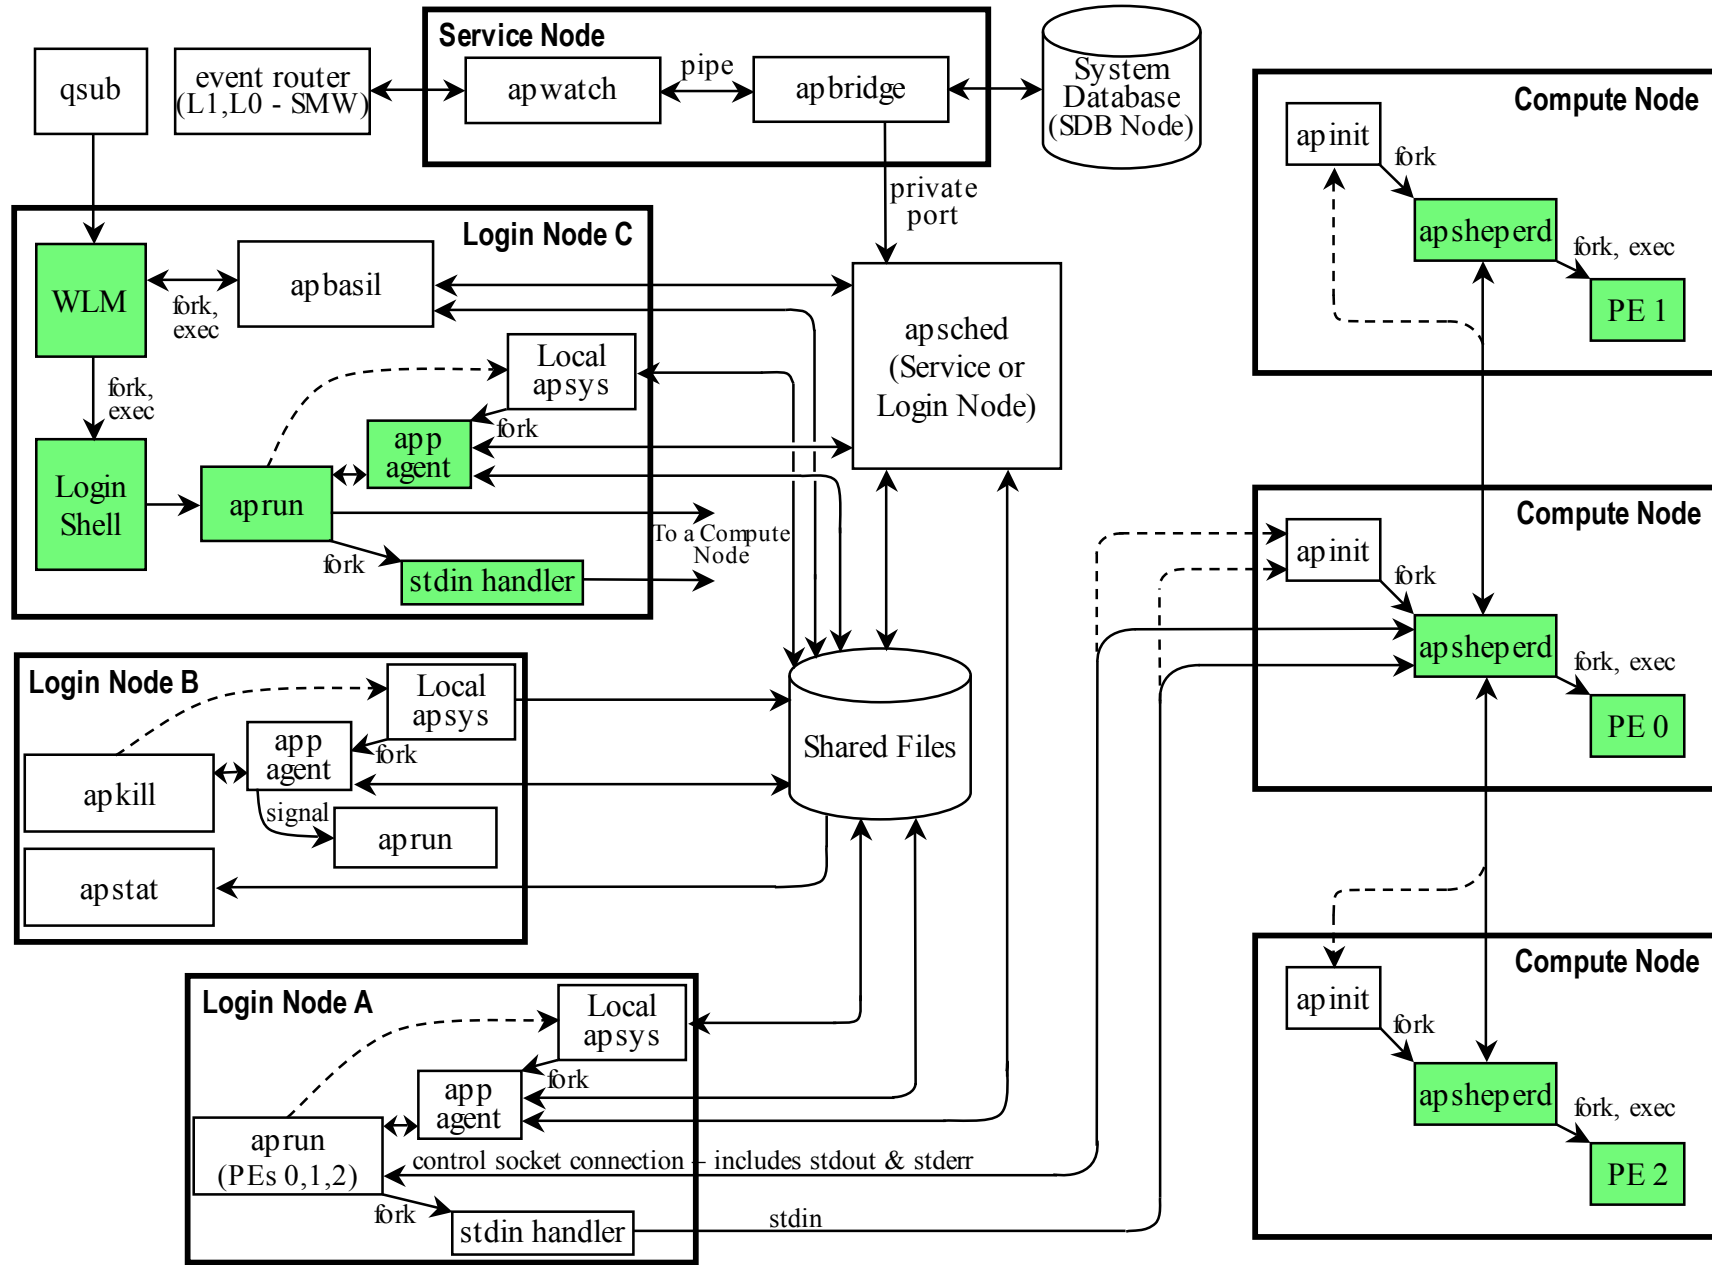 Service Node
qsub
event router
(L1,L0 - SMW)
apwatch
pipe
apbridge
System
Database
(SDB Node)
private
port
Login Node C
WLM
fork,
exec
apbasil
fork,
exec
Local
apsys
fork
app
agent
Login
Shell
aprun
fork
stdin handler
To a Compute
Node
apsched
(Service or
Login Node)
Login Node B
Local
apsys
fork
app
agent
apkill
signal
aprun
apstat
Shared Files
Login Node A
Local
apsys
fork
app
agent
aprun
(PEs 0,1,2)
control socket connection – includes stdout & stderr
fork
stdin handler
stdin
Compute Node
apinit
fork
apsheperd
fork, exec
PE 1
Compute Node
apinit
fork
apsheperd
fork, exec
PE 0
Compute Node
apinit
fork
apsheperd
fork, exec
PE 2